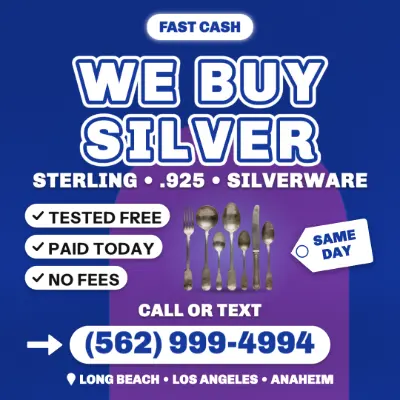 FAST CASH
WE BUY
SILVER
STERLING • .925 • SILVERWARE
✓ TESTED FREE
✓ PAID TODAY
✓ NO FEES
SAME
DAY
CALL OR TEXT
(562) 999-4994
LONG BEACH • LOS ANGELES • ANAHEIM